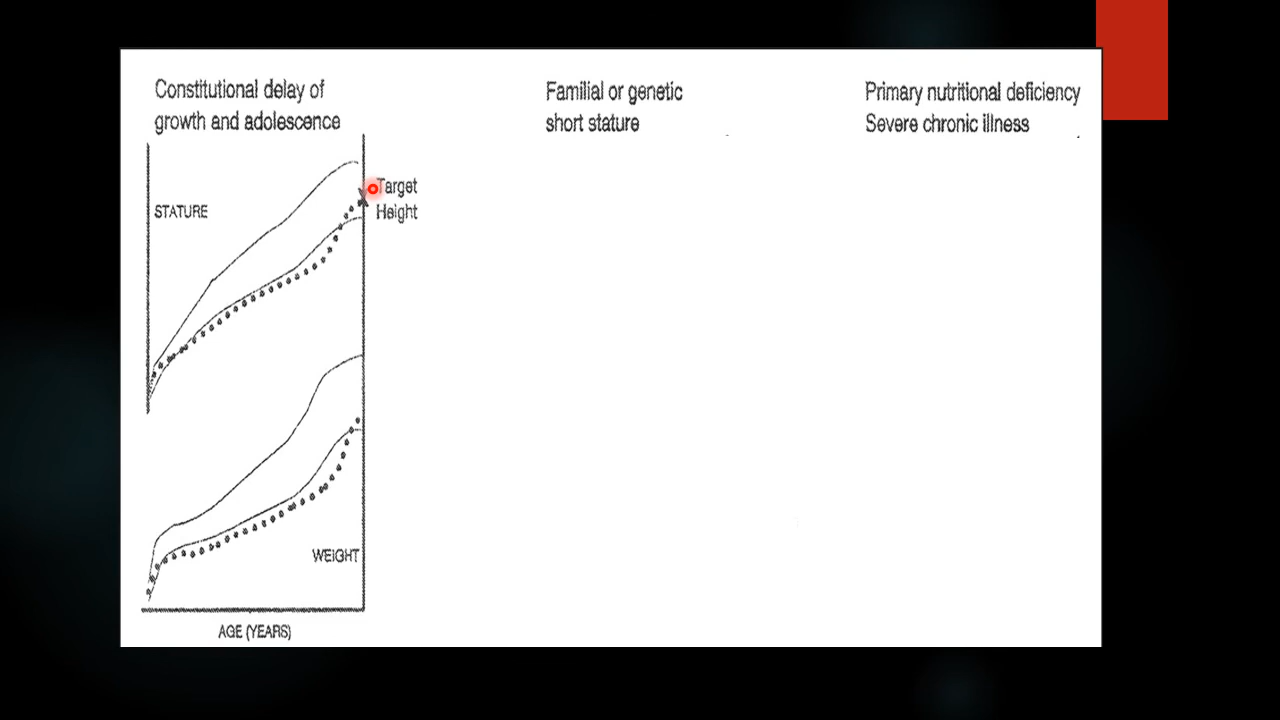 Constitutional delay of
growth and adolescence
Familial or genetic
short stature
Primary nutritional deficiency
Severe chronic illness
STATURE
Target
Height
WEIGHT
AGE (YEARS)